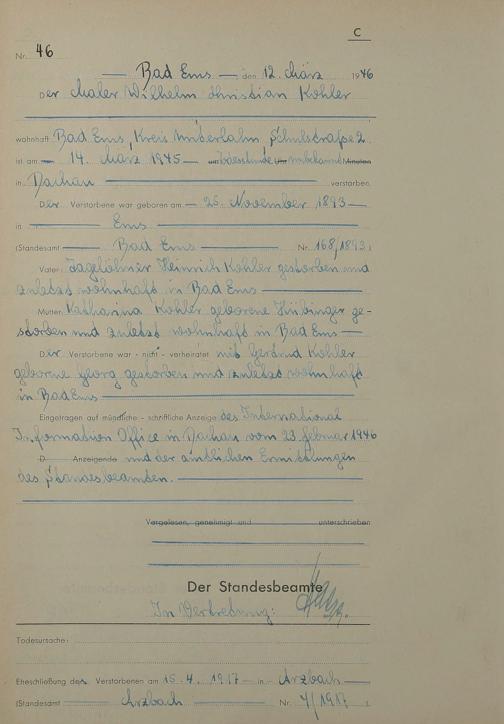 C
Nr. 46
Bad Ems — den 12. März 1946
Der Maler Wilhelm Christian Kohler
wohnhaft Bad Ems, Kreis Unterlahn, Schulstraße 2
ist am — 14. März 1945 — um Todesstunde Uhr unbekannt Minuten
in Dachau verstorben.
Der Verstorbene war geboren am — 25. November 1893 —
in Ems
(Standesamt Bad Ems Nr. 168/1893)
Vater: Tagelöhner Heinrich Kohler gestorben und
zuletzt wohnhaft in Bad Ems
Mutter: Katharina Kohler geborene ge-
storben und zuletzt wohnhaft in Bad Ems
Der Verstorbene war - nicht - verheiratet mit Gertrud Kohler
geborene Georg gestorben und zuletzt wohnhaft
in Bad Ems
Eingetragen auf mündliche - schriftliche Anzeige des International
Information Office in Dachau vom 23. Februar 1946
D Anzeigende und der amtlichen Ermittlungen
des Standesbeamten.
Vorgelesen, genehmigt und unterschrieben
Der Standesbeamte
In Vertretung:
Todesursache:
Eheschließung des Verstorbenen am 15.4.1917 — in — Arzbach
(Standesamt Arzbach Nr. 4/1917)